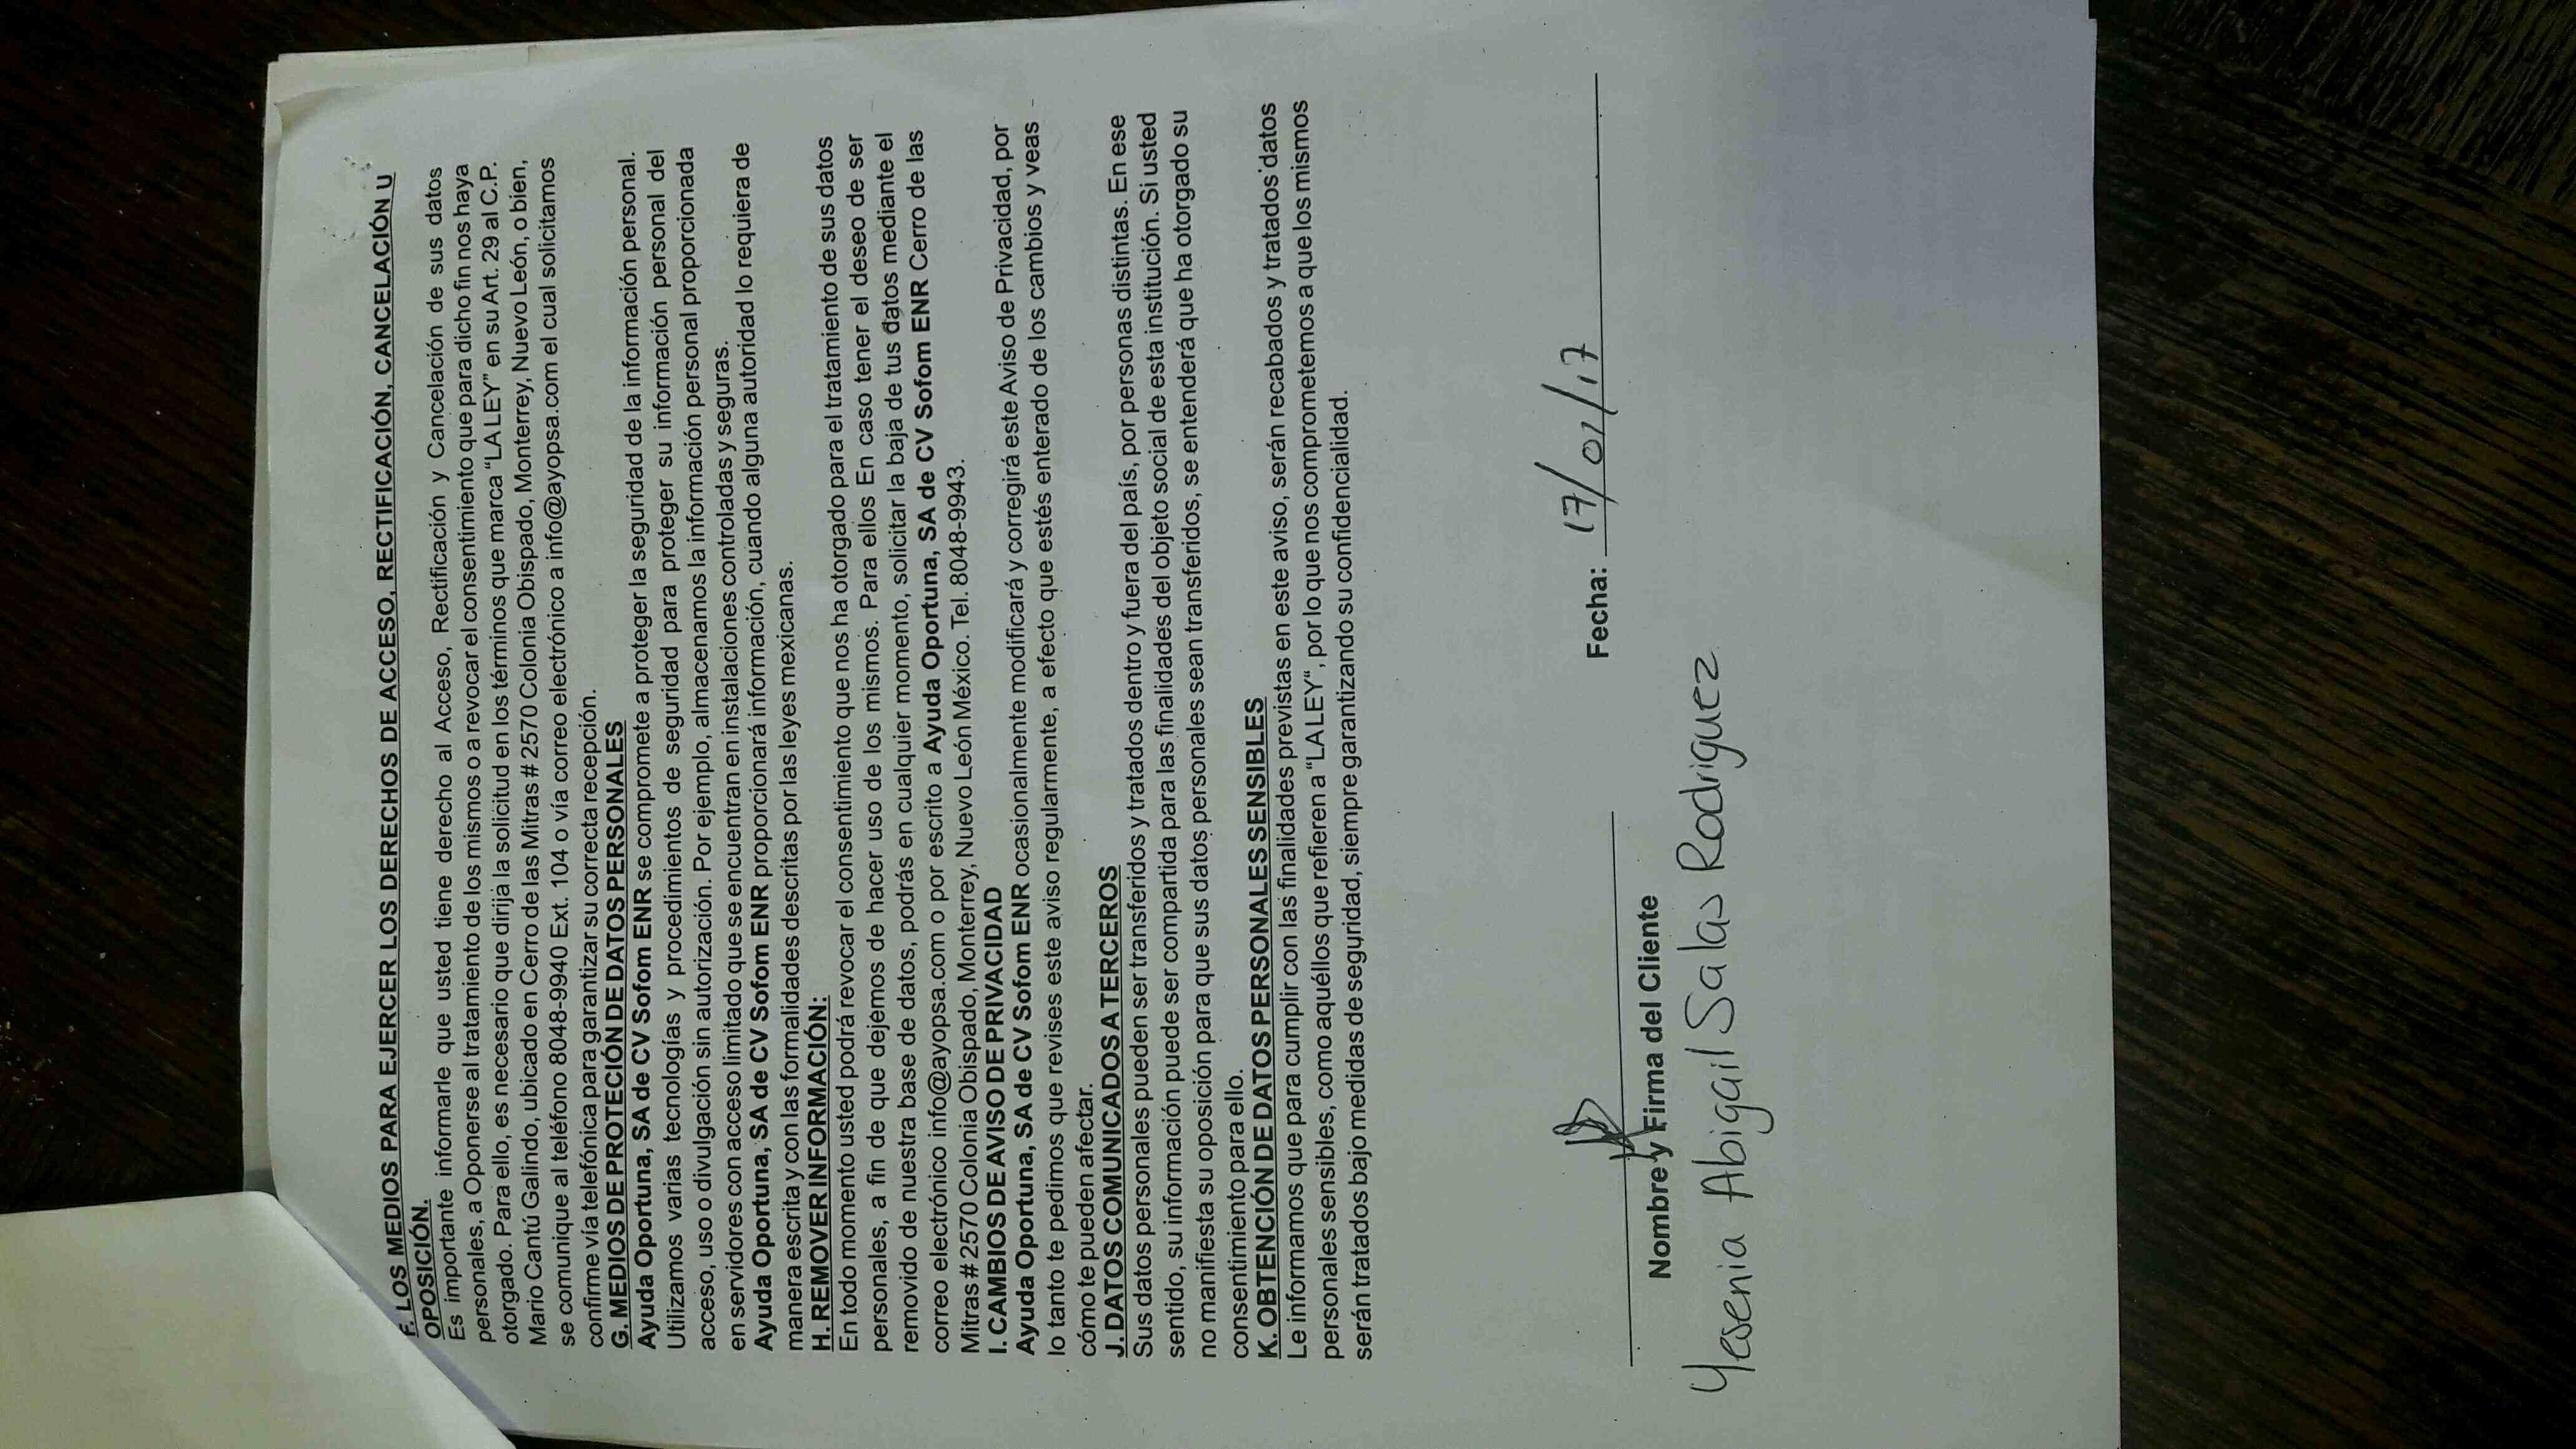 F. LOS MEDIOS PARA EJERCER LOS DERECHOS DE ACCESO, RECTIFICACIÓN, CANCELACIÓN U
OPOSICIÓN.
Es importante informarle que usted tiene derecho al Acceso, Rectificación y Cancelación de sus datos
personales, a Oponerse al tratamiento de los mismos o a revocar el consentimiento que para dicho fin nos haya
otorgado. Para ello, es necesario que dirija la solicitud en los términos que marca "LA LEY" en su Art. 29 al C.P.
Mario Cantú Galindo, ubicado en Cerro de las Mitras # 2570 Colonia Obispado, Monterrey, Nuevo León, o bien,
se comunique al teléfono 8048-9940 Ext. 104 o vía correo electrónico a info@ayopsa.com el cual solicitamos
confirme vía telefónica para garantizar su correcta recepción.
G. MEDIOS DE PROTECIÓN DE DATOS PERSONALES
Ayuda Oportuna, SA de CV Sofom ENR se compromete a proteger la seguridad de la información personal.
Utilizamos varias tecnologías y procedimientos de seguridad para proteger su información personal del
acceso, uso o divulgación sin autorización. Por ejemplo, almacenamos la información personal proporcionada
en servidores con acceso limitado que se encuentran en instalaciones controladas y seguras.
Ayuda Oportuna, SA de CV Sofom ENR proporcionará información, cuando alguna autoridad lo requiera de
manera escrita y con las formalidades descritas por las leyes mexicanas.
H. REMOVER INFORMACIÓN:
En todo momento usted podrá revocar el consentimiento que nos ha otorgado para el tratamiento de sus datos
personales, a fin de que dejemos de hacer uso de los mismos. Para ellos En caso tener el deseo de ser
removido de nuestra base de datos, podrás en cualquier momento, solicitar la baja de tus datos mediante el
correo electrónico info@ayopsa.com o por escrito a Ayuda Oportuna, SA de CV Sofom ENR Cerro de las
Mitras # 2570 Colonia Obispado, Monterrey, Nuevo León México. Tel. 8048-9943.
I. CAMBIOS DE AVISO DE PRIVACIDAD
Ayuda Oportuna, SA de CV Sofom ENR ocasionalmente modificará y corregirá este Aviso de Privacidad, por
lo tanto te pedimos que revises este aviso regularmente, a efecto que estés enterado de los cambios y veas
cómo te pueden afectar.
J. DATOS COMUNICADOS A TERCEROS
Sus datos personales pueden ser transferidos y tratados dentro y fuera del país, por personas distintas. En ese
sentido, su información puede ser compartida para las finalidades del objeto social de esta institución. Si usted
no manifiesta su oposición para que sus datos personales sean transferidos, se entenderá que ha otorgado su
consentimiento para ello.
K. OBTENCIÓN DE DATOS PERSONALES SENSIBLES
Le informamos que para cumplir con las finalidades previstas en este aviso, serán recabados y tratados datos
personales sensibles, como aquéllos que refieren a "LA LEY", por lo que nos comprometemos a que los mismos
serán tratados bajo medidas de seguridad, siempre garantizando su confidencialidad.
Fecha: 17/02/17
Nombre y Firma del Cliente
Yesenia Abigail Salas Rodriguez